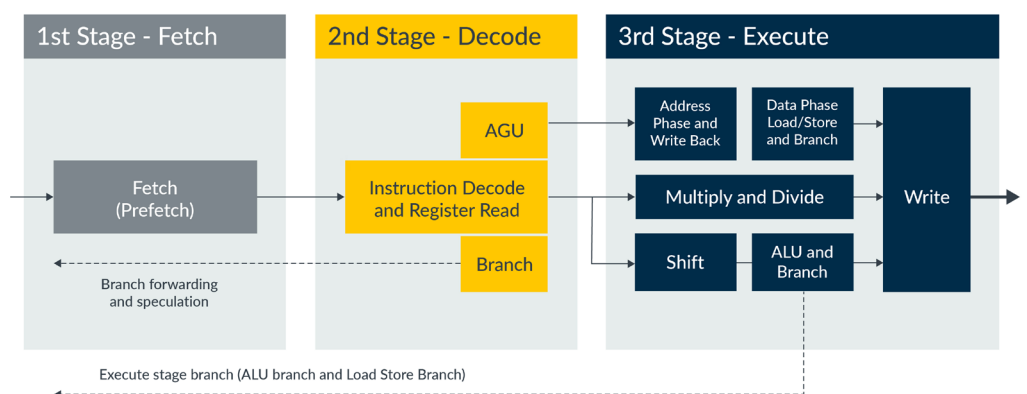 1st Stage - Fetch
2nd Stage - Decode
3rd Stage - Execute
AGU
Address
Phase and
Write Back
Data Phase
Load/Store
and Branch
Fetch
(Prefetch)
Instruction Decode
and Register Read
Multiply and Divide
Write
Branch
Shift
ALU and
Branch
Branch forwarding
and speculation
Execute stage branch (ALU branch and Load Store Branch)